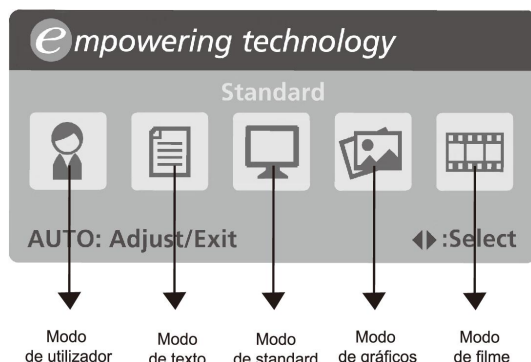 empowering technology
Standard
AUTO: Adjust/Exit
:Select
Modo
de utilizador
Modo
de texto
Modo
de standard
Modo
de gráficos
Modo
de filme